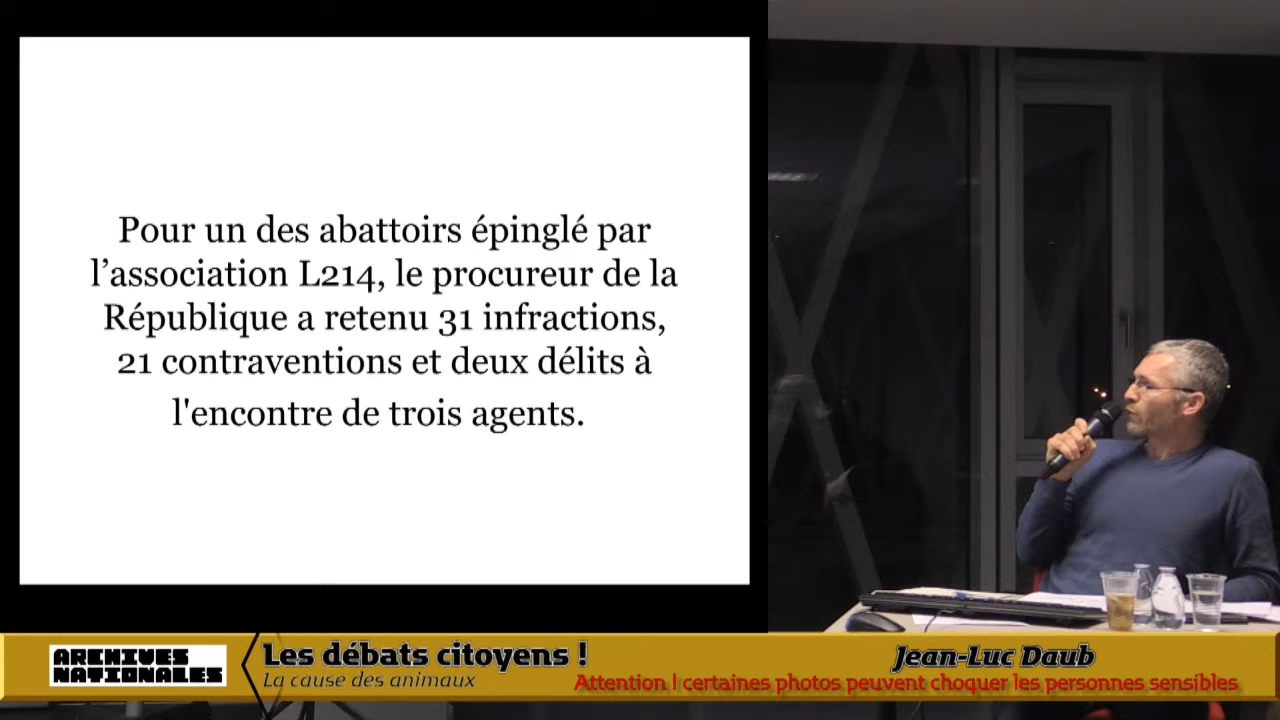 Pour un des abattoirs épinglé par
l’association L214, le procureur de la
République a retenu 31 infractions,
21 contraventions et deux délits à
l'encontre de trois agents.
ARCHIVES
NATIONALES
Les débats citoyens !
La cause des animaux
Jean-Luc Daub
Attention ! certaines photos peuvent choquer les personnes sensibles